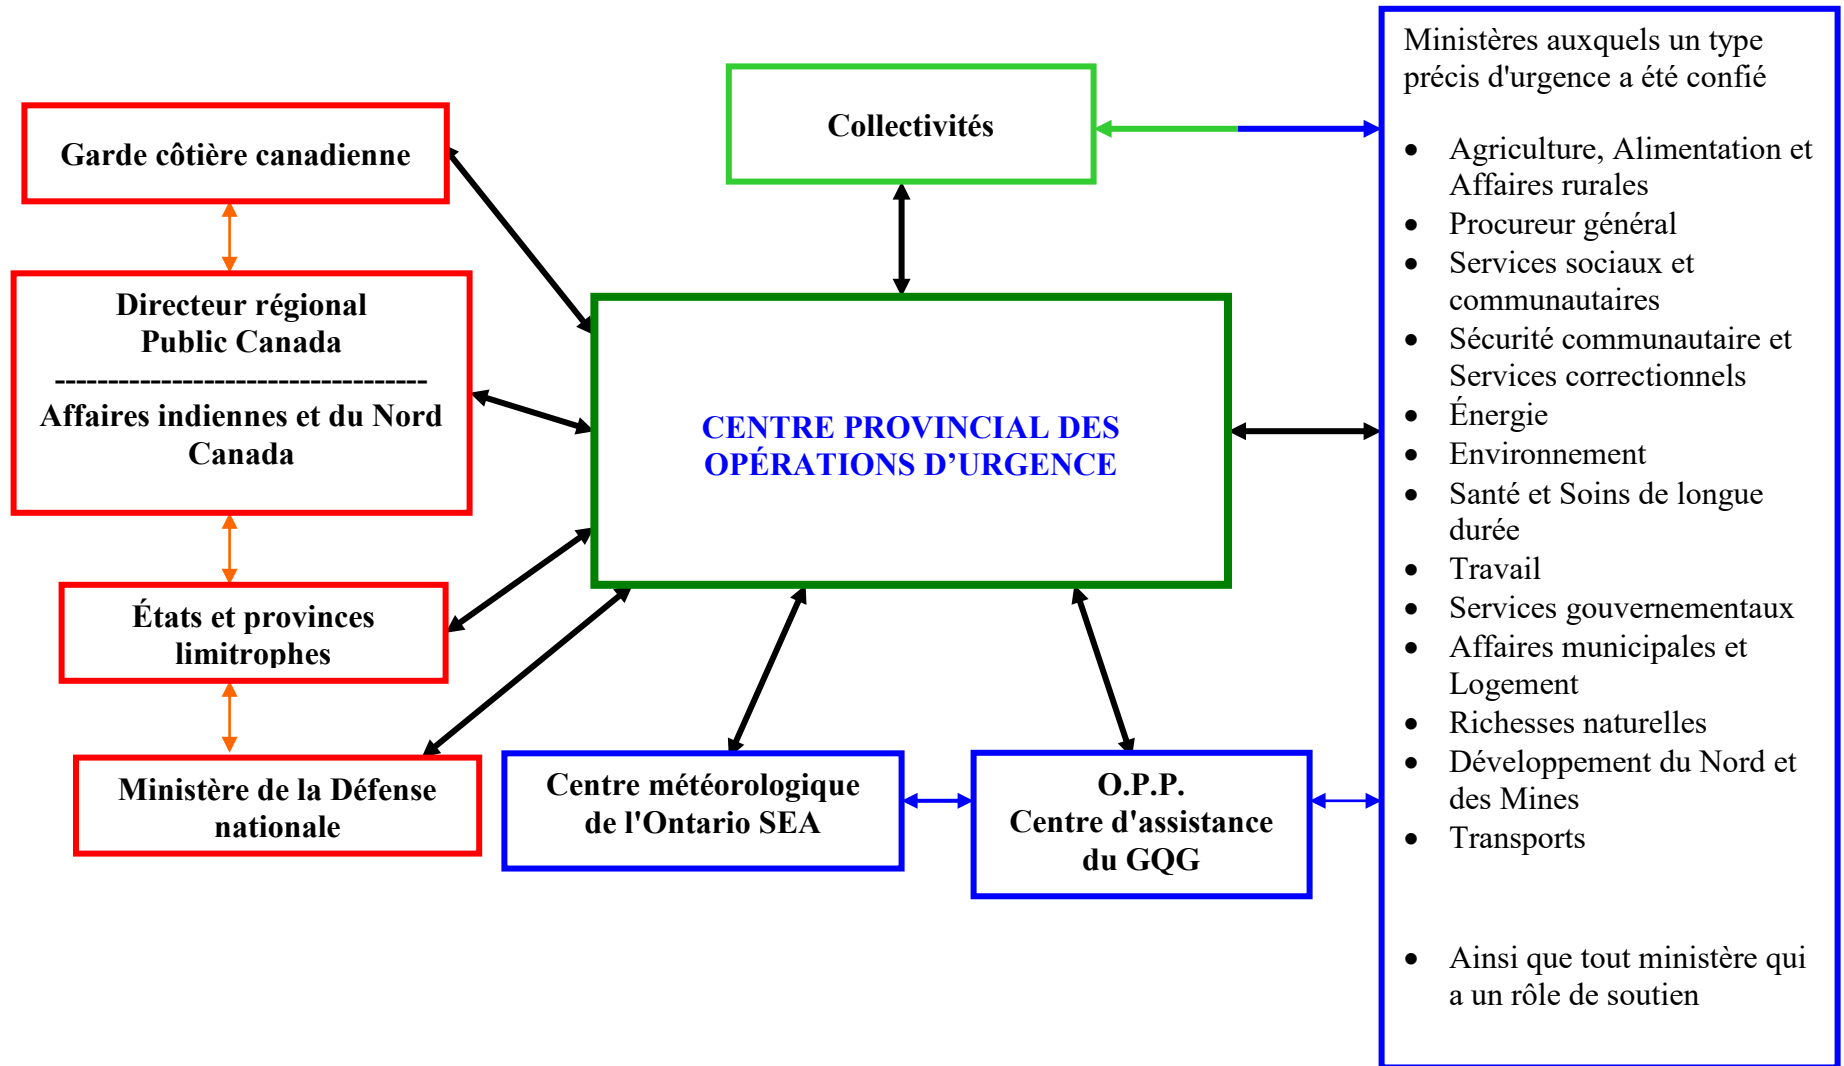 Garde côtière canadienne
Directeur régional
Public Canada
-----------------------------------
Affaires indiennes et du Nord
Canada
États et provinces
limitrophes
Ministère de la Défense
nationale
Collectivités
CENTRE PROVINCIAL DES
OPÉRATIONS D’URGENCE
Centre météorologique
de l'Ontario SEA
O.P.P.
Centre d'assistance
du GQG
Ministères auxquels un type
précis d'urgence a été confié
• Agriculture, Alimentation et
Affaires rurales
• Procureur général
• Services sociaux et
communautaires
• Sécurité communautaire et
Services correctionnels
• Énergie
• Environnement
• Santé et Soins de longue
durée
• Travail
• Services gouvernementaux
• Affaires municipales et
Logement
• Richesses naturelles
• Développement du Nord et
des Mines
• Transports
• Ainsi que tout ministère qui
a un rôle de soutien